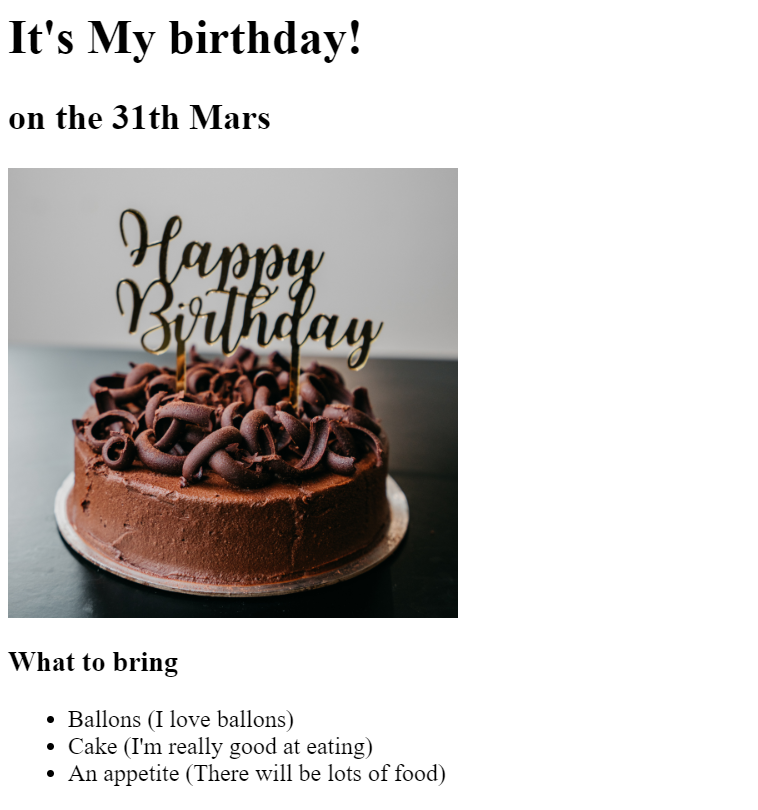 It's My birthday!
on the 31th Mars
Happy
Birthday
What to bring
Ballons (I love ballons)
Cake (I'm really good at eating)
An appetite (There will be lots of food)